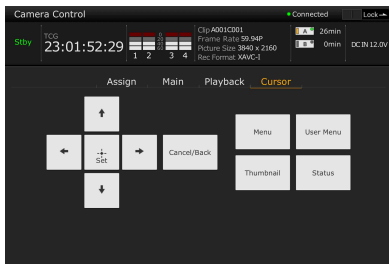 Camera Control
Connected
Lock
Stby
TCG
23:01:52:29
1 2 3 4
Clip A001C001
Frame Rate 59.94P
Picture Size 3840 x 2160
Rec Format XAVC-I
A 26min
B 0min
DC IN 12.0V
Assign Main Playback Cursor
Set
Cancel/Back
Menu
User Menu
Thumbnail
Status